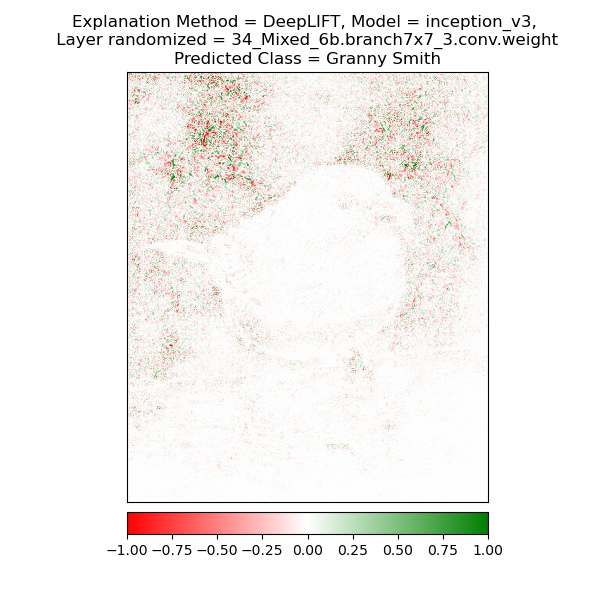 Explanation Method = DeepLIFT, Model = inception_v3,
Layer randomized = 34_Mixed_6b.branch7x7_3.conv.weight
Predicted Class = Granny Smith
−1.00 −0.75 −0.50 −0.25 0.00 0.25 0.50 0.75 1.00